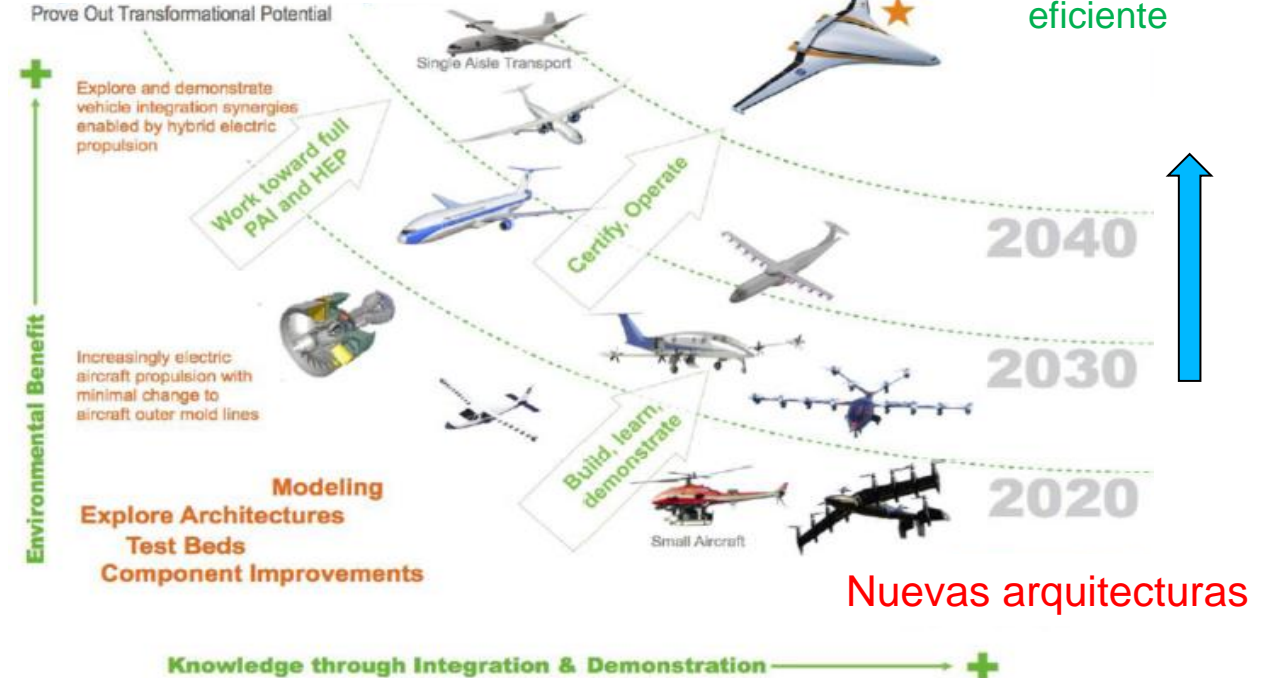 Prove Out Transformational Potential
eficiente
Single Aisle Transport
Explore and demonstrate
vehicle integration synergies
enabled by hybrid electric
propulsion
Work toward full
PAI and HEP
Certify, Operate
2040
Increasingly electric
aircraft propulsion with
minimal change to
aircraft outer mold lines
2030
Build, learn,
demonstrate
2020
Small Aircraft
Modeling
Explore Architectures
Test Beds
Component Improvements
Environmental Benefit
+
Nuevas arquitecturas
Knowledge through Integration & Demonstration
+